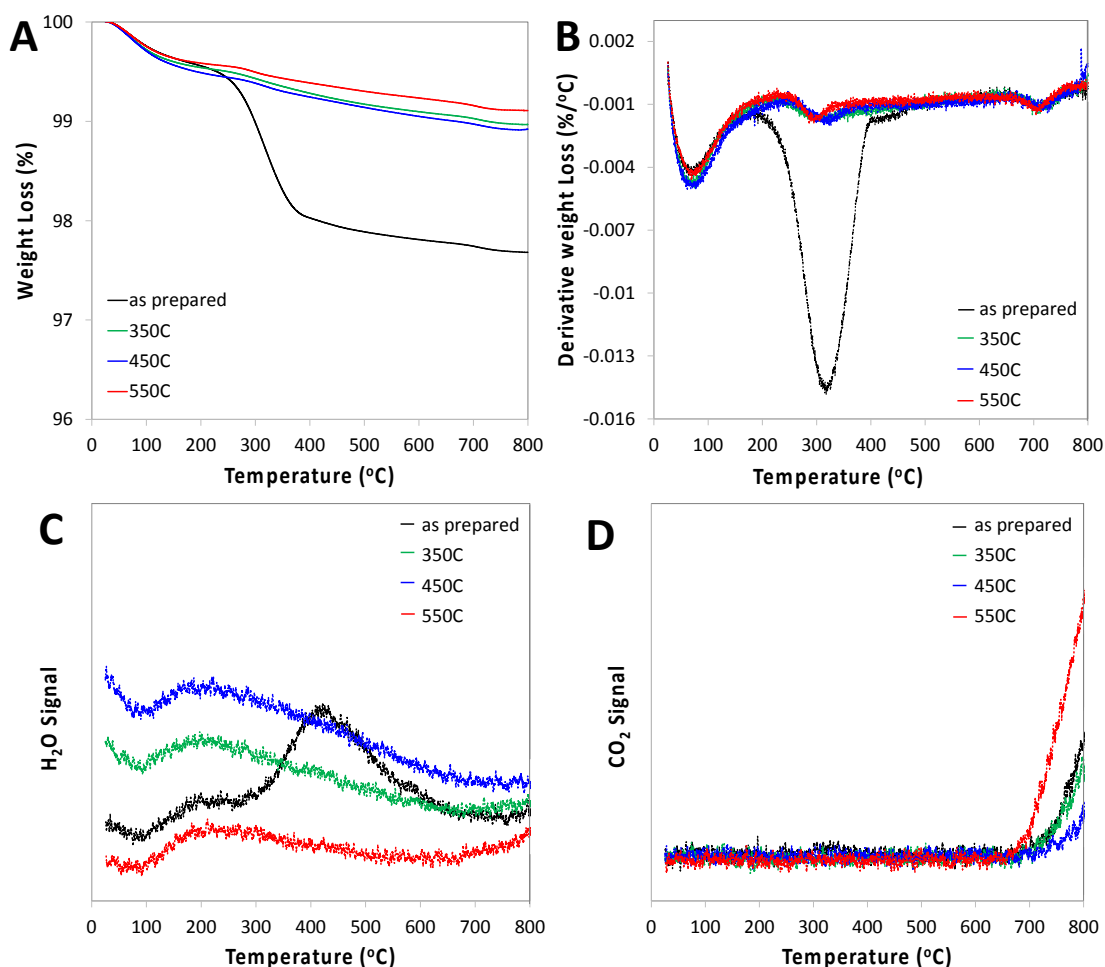 A
100
99
98
97
96
Weight Loss (%)
as prepared
350C
450C
550C
0 100 200 300 400 500 600 700 800
Temperature (°C)
B
0.002
-0.001
-0.004
-0.007
-0.01
-0.013
-0.016
Derivative weight Loss (%/°C)
as prepared
350C
450C
550C
0 100 200 300 400 500 600 700 800
Temperature (°C)
C
H₂O Signal
as prepared
350C
450C
550C
0 100 200 300 400 500 600 700 800
Temperature (°C)
D
CO₂ Signal
as prepared
350C
450C
550C
0 100 200 300 400 500 600 700 800
Temperature (°C)